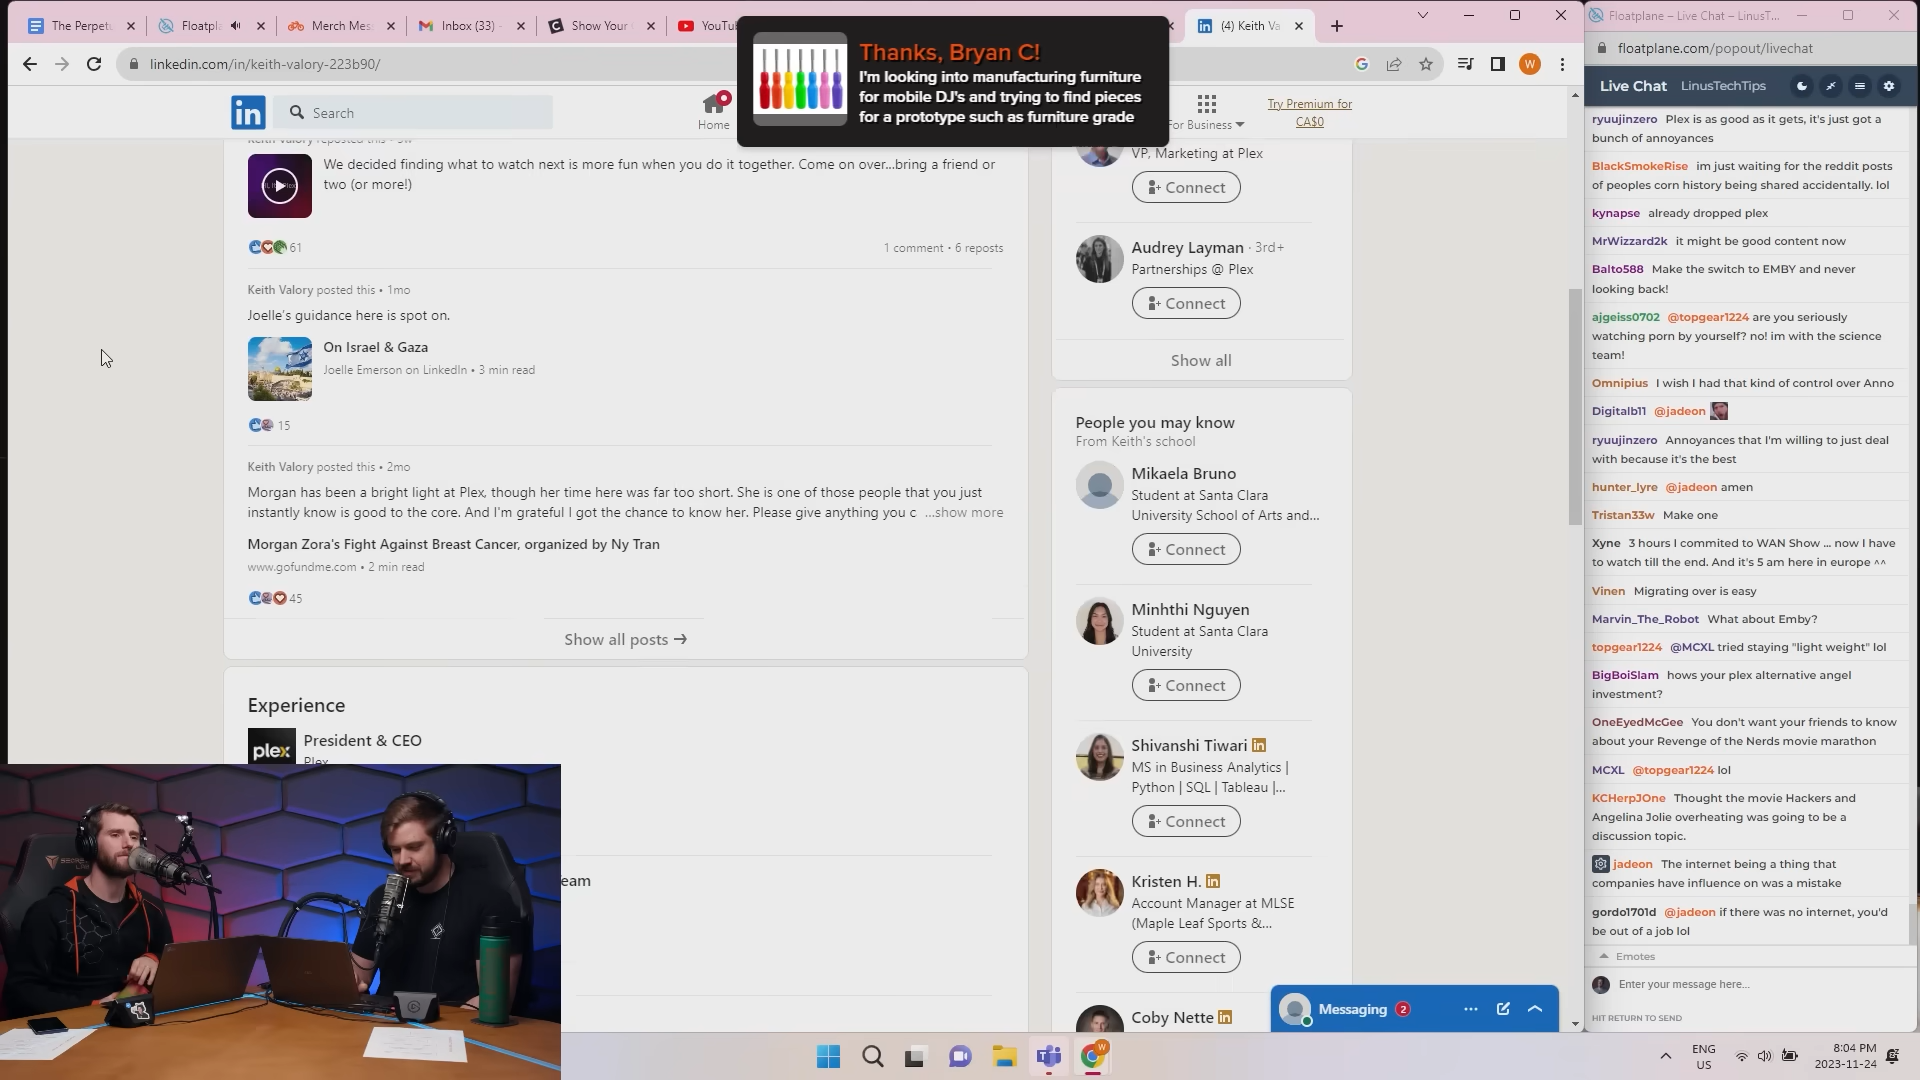 The Perpetu
Floatpl
Merch Mes
Inbox (33)
Show Your
YouTu
(4) Keith Va
Floatplane – Live Chat – LinusT...
linkedin.com/in/keith-valory-223b90/
W
floatplane.com/popout/livechat
Thanks, Bryan C!
I'm looking into manufacturing furniture
for mobile DJ's and trying to find pieces
for a prototype such as furniture grade
in
Search
Home
For Business
Try Premium for
CA$0
Keith Valory reposted this • 3w
We decided finding what to watch next is more fun when you do it together. Come on over...bring a friend or
two (or more!)
61
1 comment • 6 reposts
Keith Valory posted this • 1mo
Joelle's guidance here is spot on.
On Israel & Gaza
Joelle Emerson on LinkedIn • 3 min read
15
Keith Valory posted this • 2mo
Morgan has been a bright light at Plex, though her time here was far too short. She is one of those people that you just
instantly know is good to the core. And I'm grateful I got the chance to know her. Please give anything you c ...show more
Morgan Zora's Fight Against Breast Cancer, organized by Ny Tran
www.gofundme.com • 2 min read
45
Show all posts →
Experience
plex
President & CEO
Plex
eam
VP, Marketing at Plex
Connect
Audrey Layman · 3rd+
Partnerships @ Plex
Connect
Show all
People you may know
From Keith's school
Mikaela Bruno
Student at Santa Clara
University School of Arts and...
Connect
Minhthi Nguyen
Student at Santa Clara
University
Connect
Shivanshi Tiwari in
MS in Business Analytics |
Python | SQL | Tableau |...
Connect
Kristen H. in
Account Manager at MLSE
(Maple Leaf Sports &...
Connect
Coby Nette in
Messaging 2
Live Chat LinusTechTips
ryuujinzero Plex is as good as it gets, it's just got a
bunch of annoyances
BlackSmokeRise im just waiting for the reddit posts
of peoples corn history being shared accidentally. lol
kynapse already dropped plex
MrWizzard2k it might be good content now
Balto588 Make the switch to EMBY and never
looking back!
ajgeiss0702 @topgear1224 are you seriously
watching porn by yourself? no! im with the science
team!
Omnipius I wish I had that kind of control over Anno
Digitalb11 @jadeon
ryuujinzero Annoyances that I'm willing to just deal
with because it's the best
hunter_lyre @jadeon amen
Tristan33w Make one
Xyne 3 hours I commited to WAN Show ... now I have
to watch till the end. And it's 5 am here in europe ^^
Vinen Migrating over is easy
Marvin_The_Robot What about Emby?
topgear1224 @MCXL tried staying "light weight" lol
BigBoiSlam hows your plex alternative angel
investment?
OneEyedMcGee You don't want your friends to know
about your Revenge of the Nerds movie marathon
MCXL @topgear1224 lol
KCHerpJOne Thought the movie Hackers and
Angelina Jolie overheating was going to be a
discussion topic.
jadeon The internet being a thing that
companies have influence on was a mistake
gordo1701d @jadeon if there was no internet, you'd
be out of a job lol
Emotes
Enter your message here...
HIT RETURN TO SEND
ENG
US
8:04 PM
2023-11-24